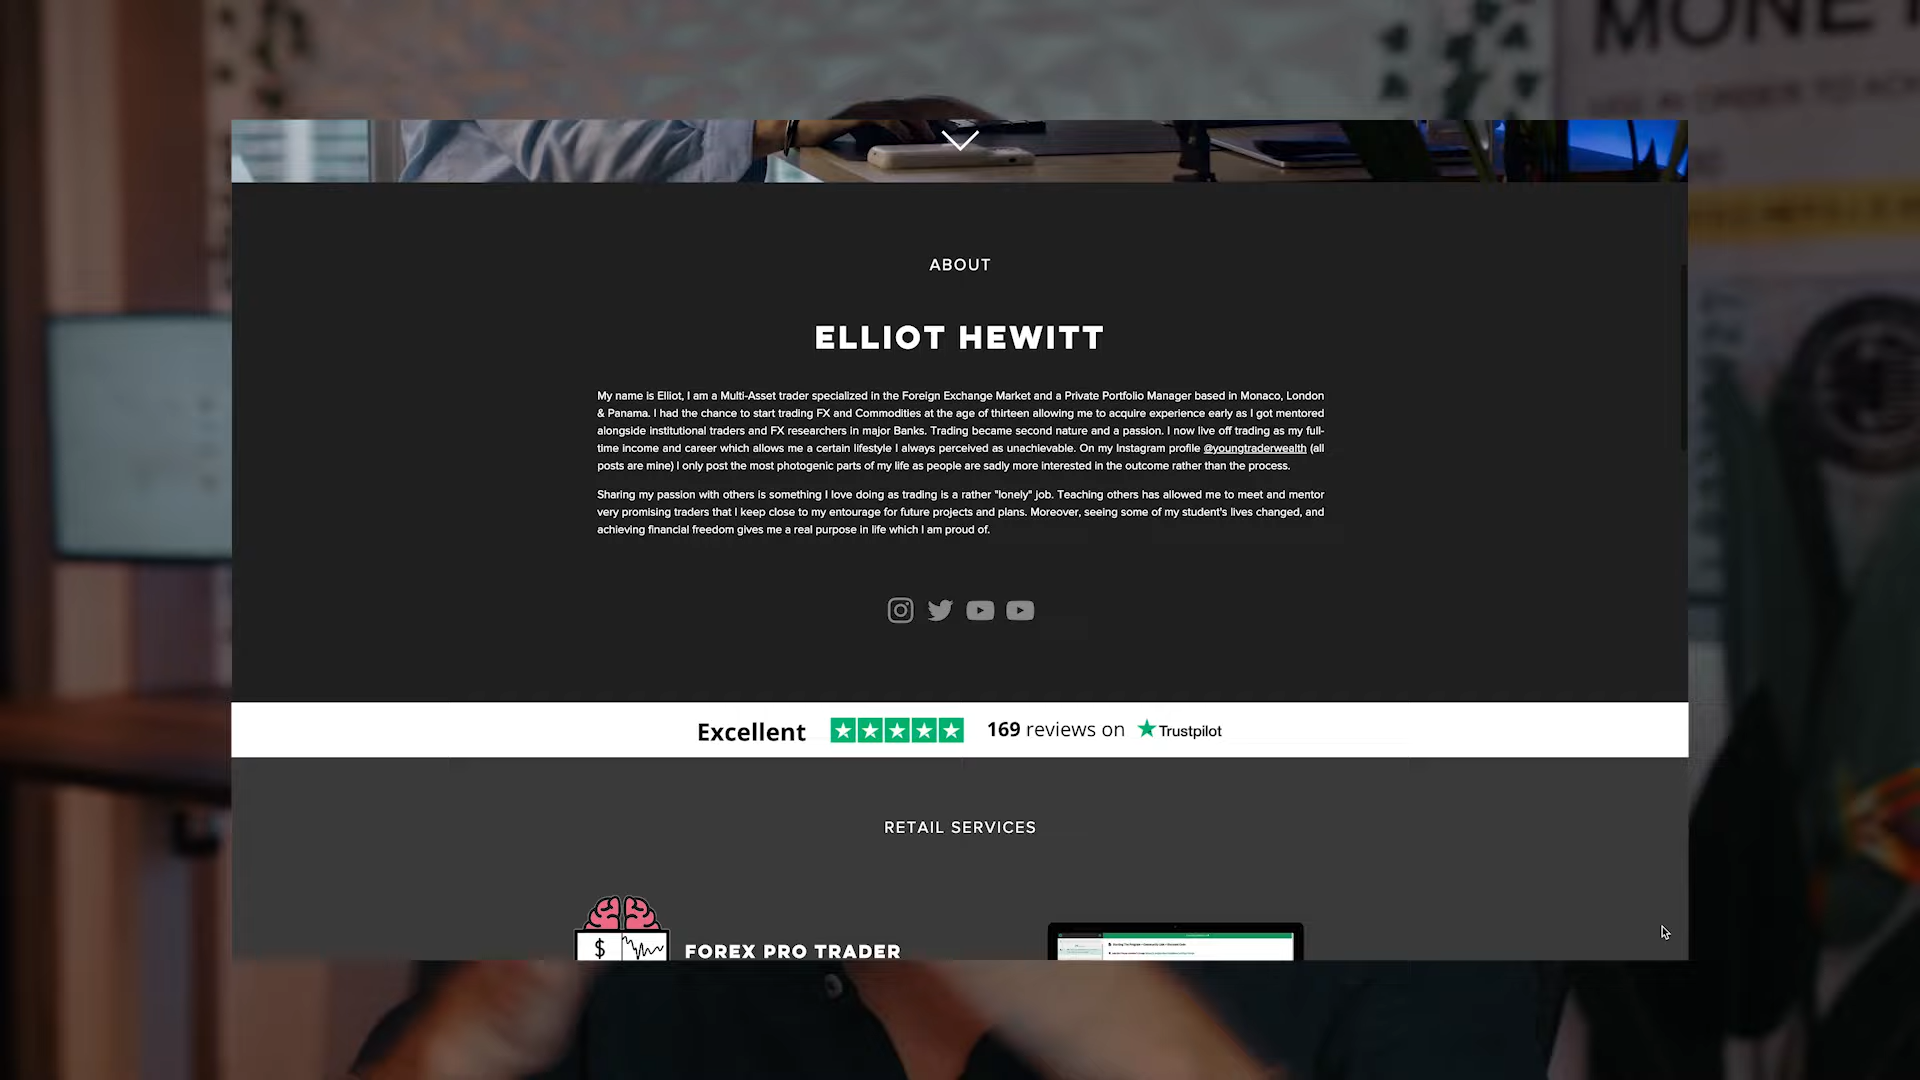 MONE
ABOUT
ELLIOT HEWITT
My name is Elliot, I am a Multi-Asset trader specialized in the Foreign Exchange Market and a Private Portfolio Manager based in Monaco, London
& Panama. I had the chance to start trading FX and Commodities at the age of thirteen allowing me to acquire experience early as I got mentored
alongside institutional traders and FX researchers in major Banks. Trading became second nature and a passion. I now live off trading as my full-
time income and career which allows me a certain lifestyle I always perceived as unachievable. On my Instagram profile @youngtraderwealth (all
posts are mine) I only post the most photogenic parts of my life as people are sadly more interested in the outcome rather than the process.
Sharing my passion with others is something I love doing as trading is a rather "lonely" job. Teaching others has allowed me to meet and mentor
very promising traders that I keep close to my entourage for future projects and plans. Moreover, seeing some of my student's lives changed, and
achieving financial freedom gives me a real purpose in life which I am proud of.
Excellent 169 reviews on Trustpilot
RETAIL SERVICES
$
FOREX PRO TRADER